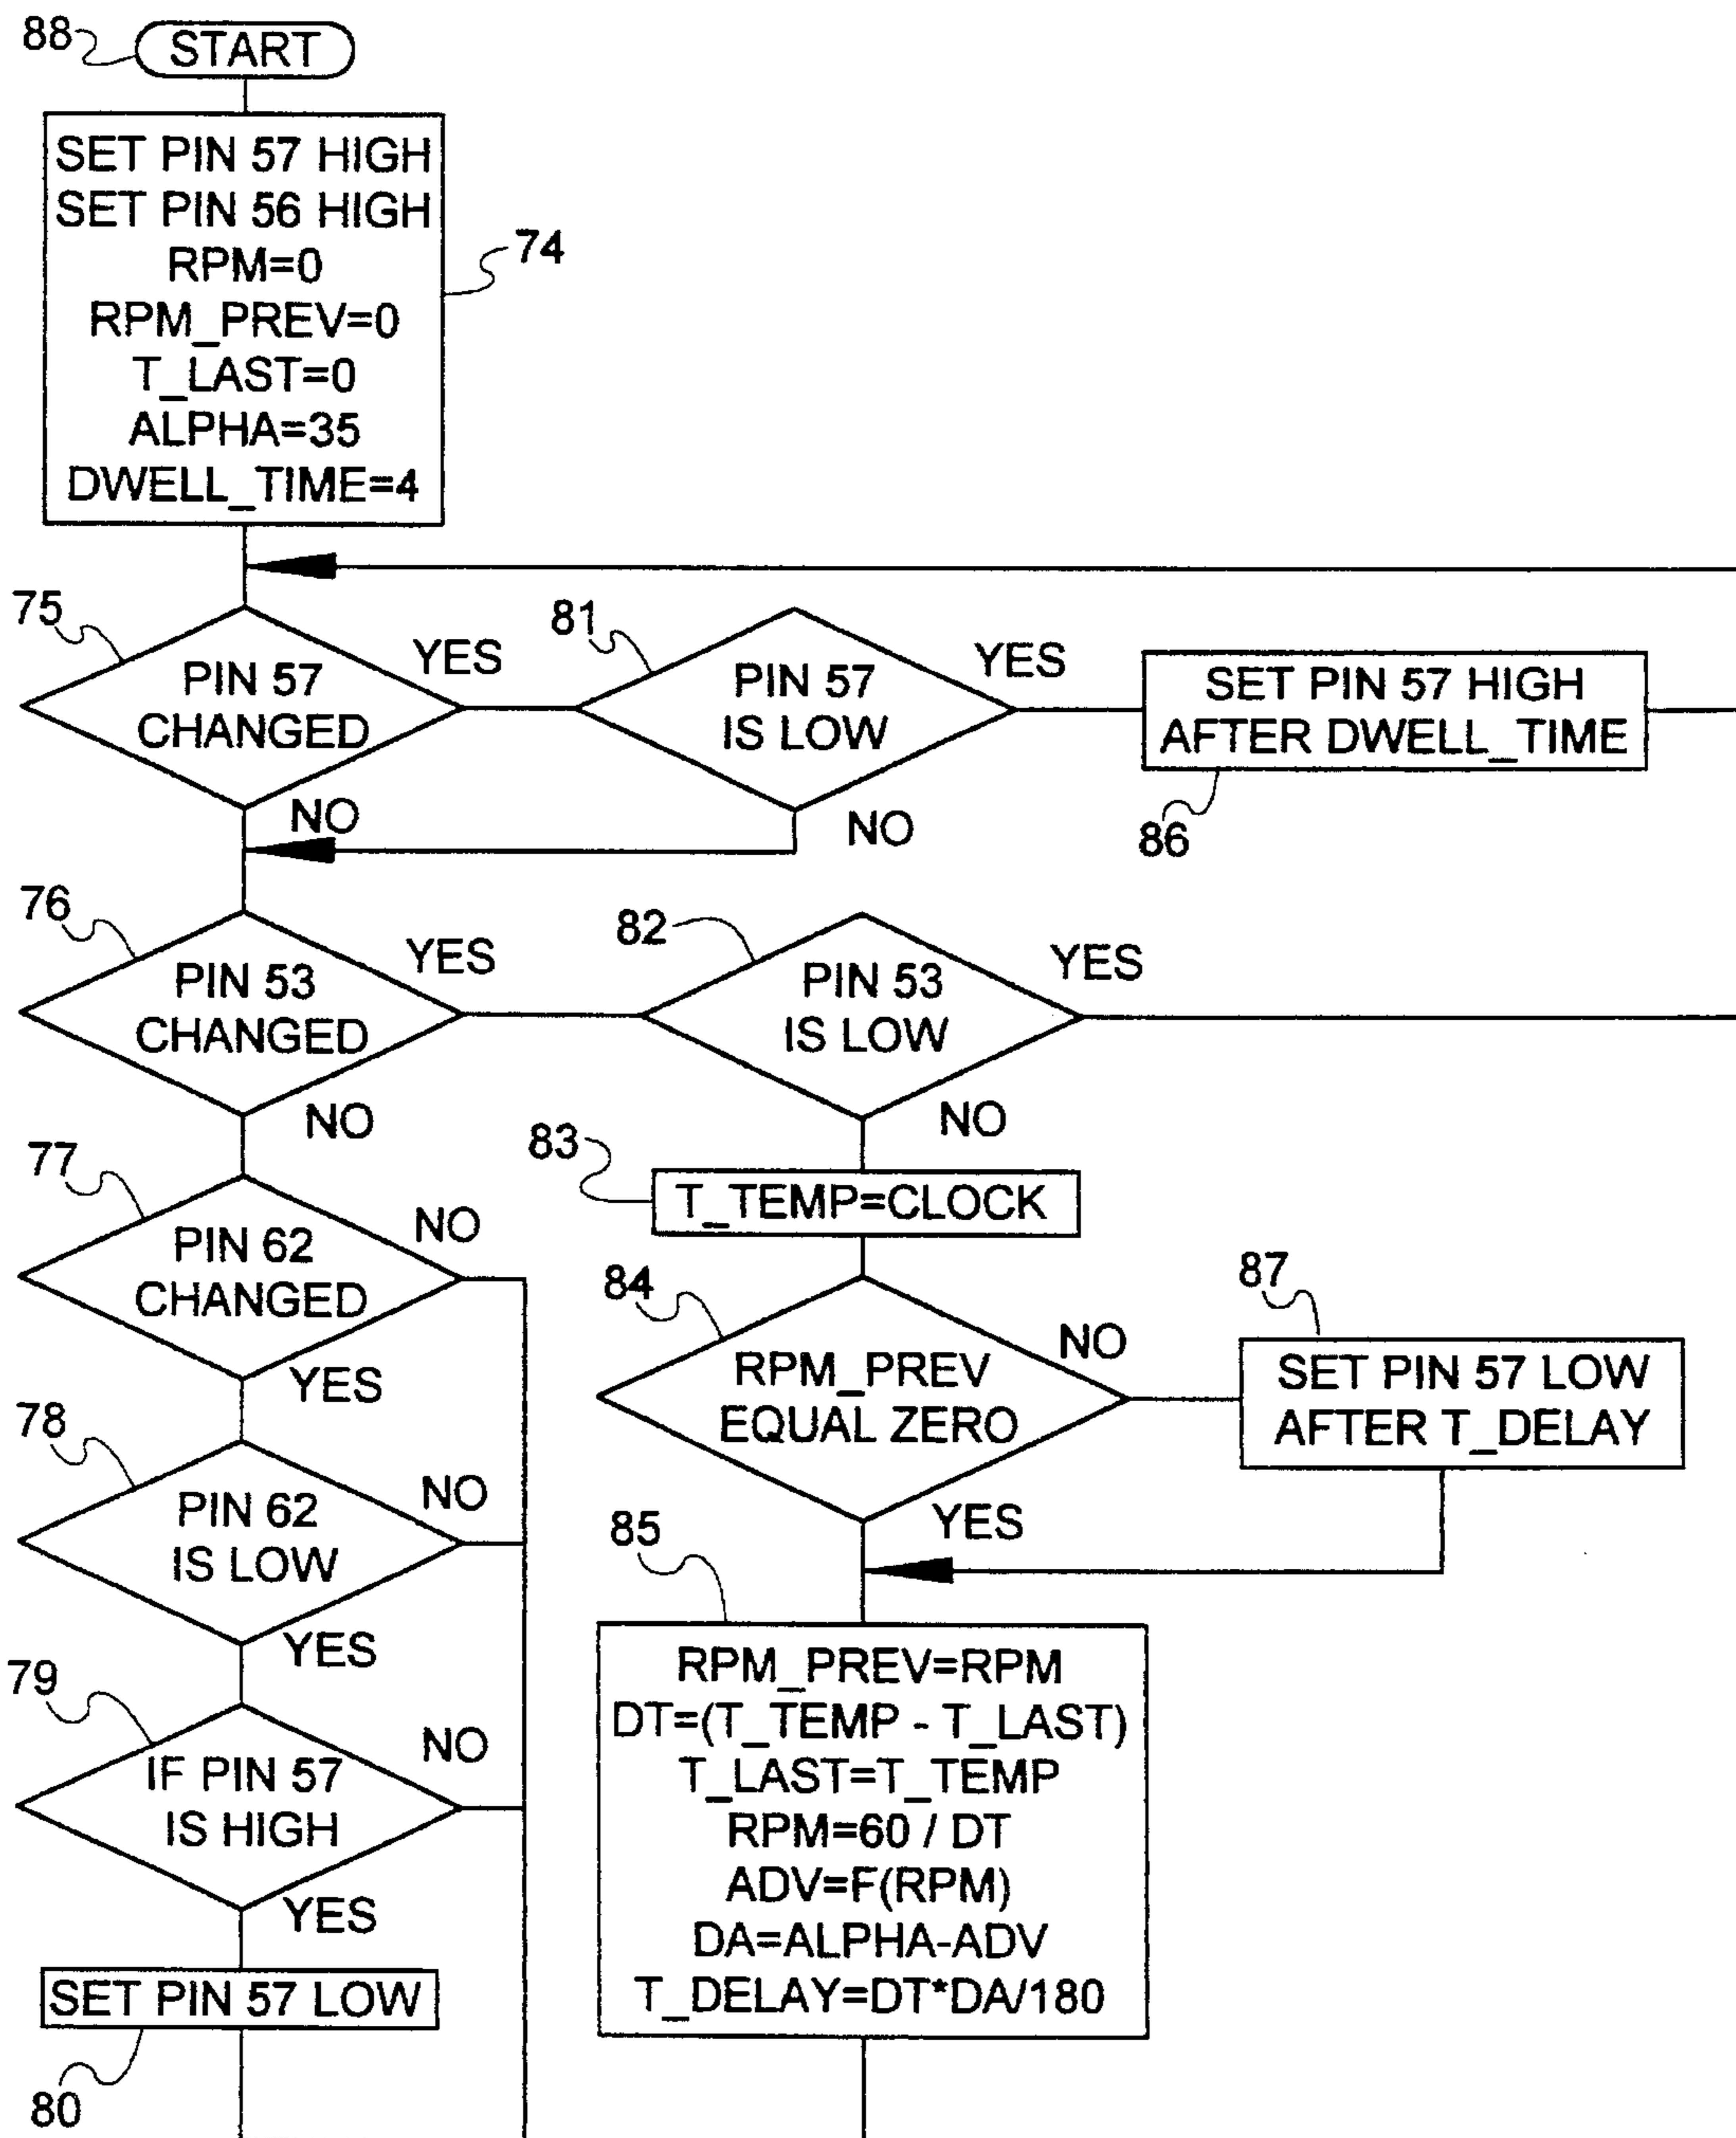 88
START
SET PIN 57 HIGH
SET PIN 56 HIGH
RPM=0
RPM_PREV=0
T_LAST=0
ALPHA=35
DWELL_TIME=4
74
75
PIN 57
CHANGED
YES
NO
81
PIN 57
IS LOW
YES
NO
SET PIN 57 HIGH
AFTER DWELL_TIME
86
76
PIN 53
CHANGED
YES
NO
82
PIN 53
IS LOW
YES
NO
77
PIN 62
CHANGED
NO
YES
83
T_TEMP=CLOCK
84
RPM_PREV
EQUAL ZERO
NO
YES
87
SET PIN 57 LOW
AFTER T_DELAY
78
PIN 62
IS LOW
NO
YES
79
IF PIN 57
IS HIGH
NO
YES
SET PIN 57 LOW
80
85
RPM_PREV=RPM
DT=(T_TEMP - T_LAST)
T_LAST=T_TEMP
RPM=60 / DT
ADV=F(RPM)
DA=ALPHA-ADV
T_DELAY=DT*DA/180